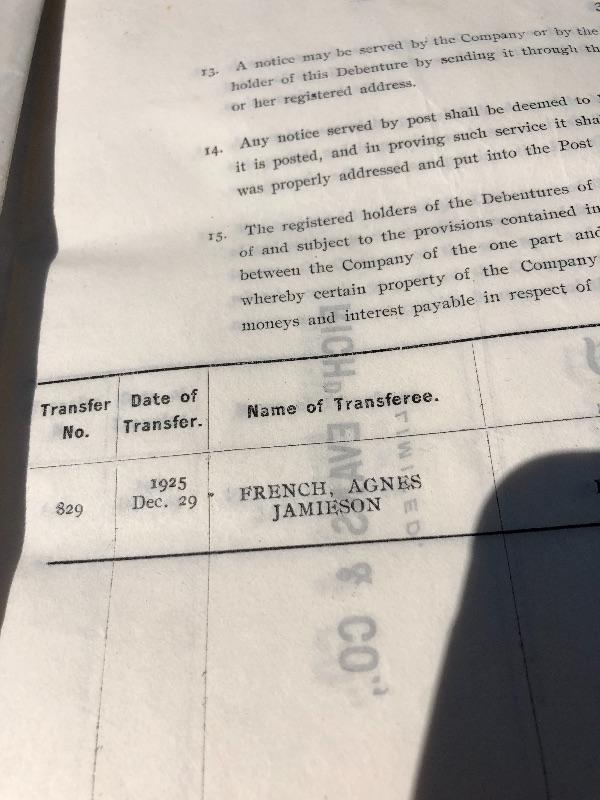 3
13. A notice may be served by the Company or by the
holder of this Debenture by sending it through th
or her registered address.
14. Any notice served by post shall be deemed to
it is posted, and in proving such service it sha
was properly addressed and put into the Post
15. The registered holders of the Debentures of
of and subject to the provisions contained in
between the Company of the one part and
whereby certain property of the Company
moneys and interest payable in respect of
Transfer No. Date of Transfer. Name of Transferee.
829 1925 Dec. 29 FRENCH, AGNES
JAMIESON
& CO.,
LIMITED.